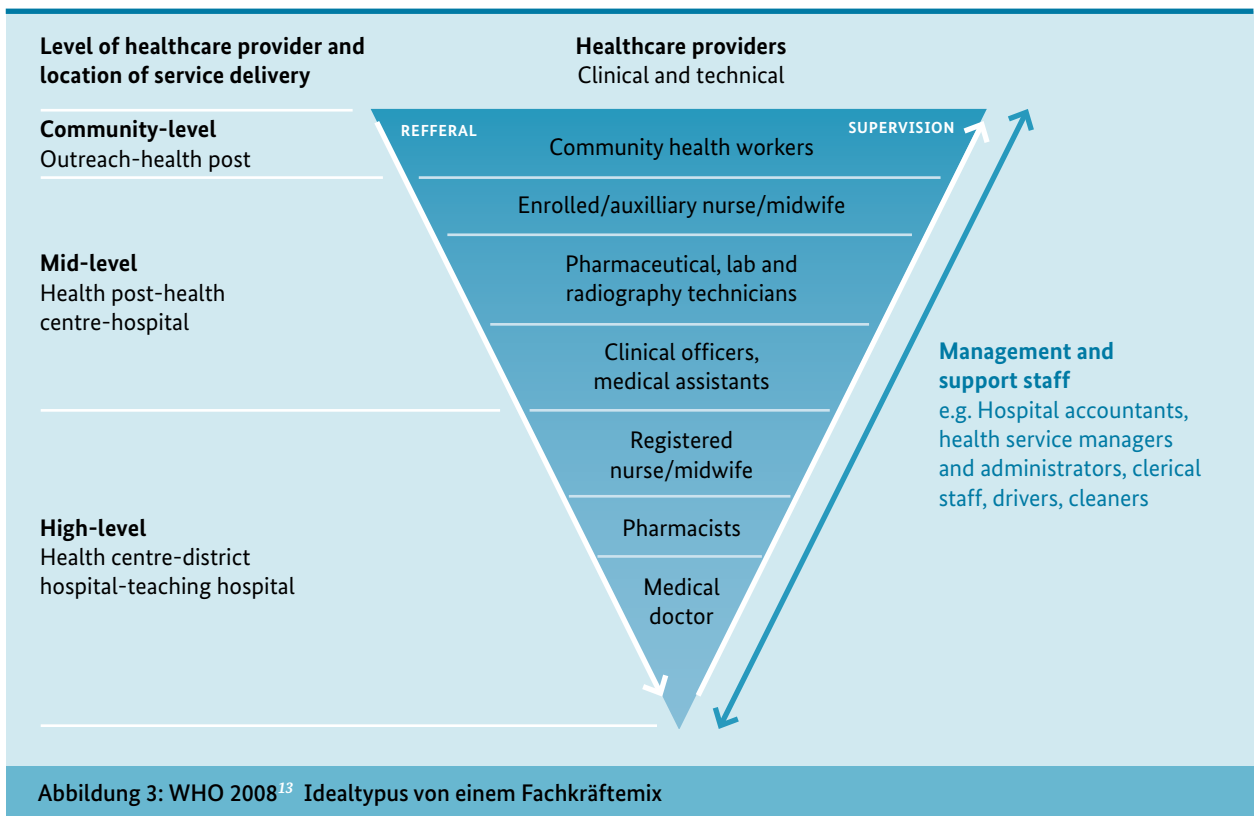 Level of healthcare provider and
location of service delivery
Healthcare providers
Clinical and technical
Community-level
Outreach-health post
REFFERAL
SUPERVISION
Community health workers
Enrolled/auxilliary nurse/midwife
Mid-level
Health post-health
centre-hospital
Pharmaceutical, lab and
radiography technicians
Clinical officers,
medical assistants
Management and
support staff
e.g. Hospital accountants,
health service managers
and administrators, clerical
staff, drivers, cleaners
Registered
nurse/midwife
High-level
Health centre-district
hospital-teaching hospital
Pharmacists
Medical
doctor
Abbildung 3: WHO 2008¹³ Idealtypus von einem Fachkräftemix